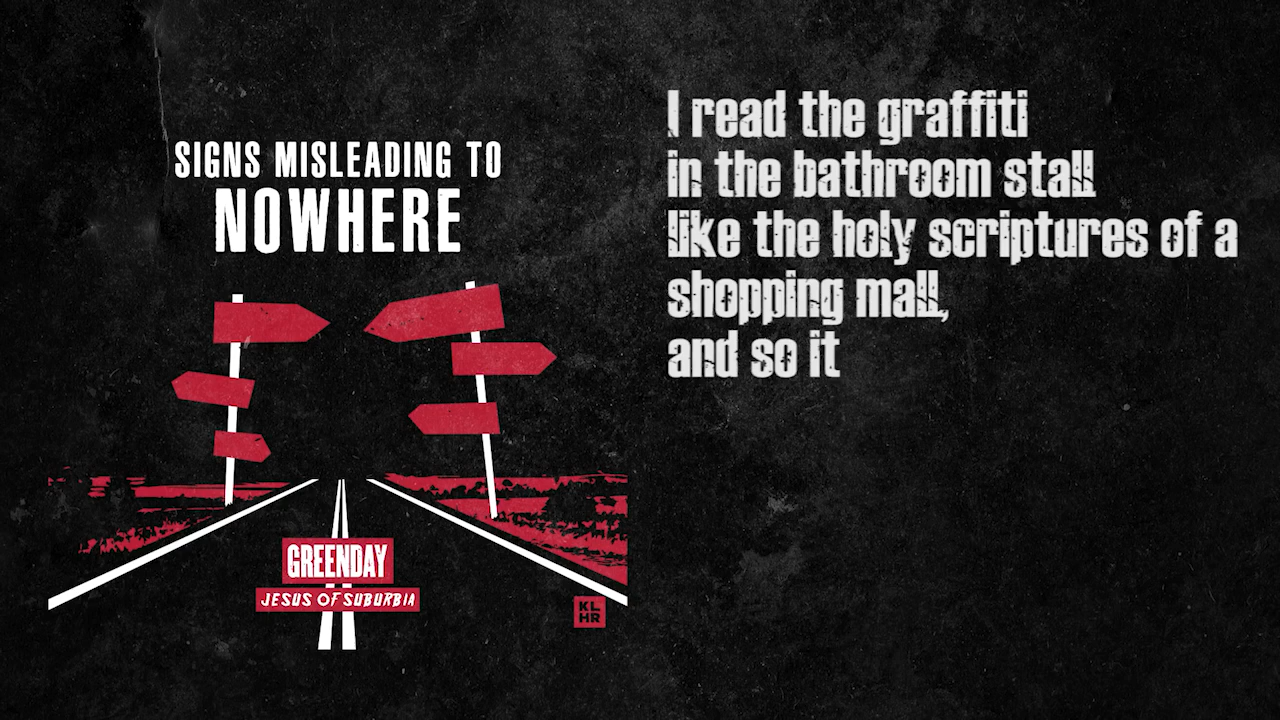 SIGNS MISLEADING TO
NOWHERE
GREENDAY
JESUS OF SUBURBIA
KL
HR
I read the graffiti
in the bathroom stall
like the holy scriptures of a
shopping mall,
and so it